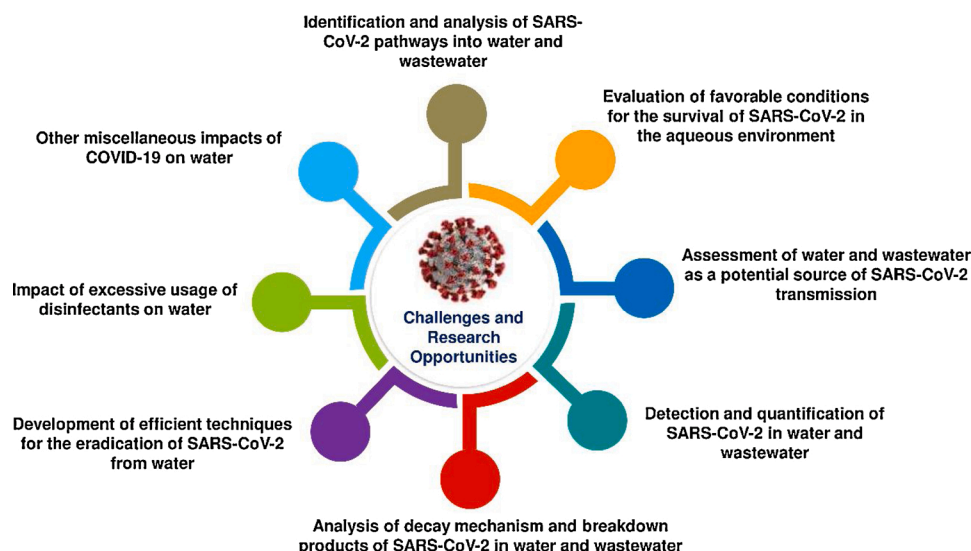 Identification and analysis of SARS-
CoV-2 pathways into water and
wastewater
Evaluation of favorable conditions
for the survival of SARS-CoV-2 in
the aqueous environment
Assessment of water and wastewater
as a potential source of SARS-CoV-2
transmission
Detection and quantification of
SARS-CoV-2 in water and
wastewater
Analysis of decay mechanism and breakdown
products of SARS-CoV-2 in water and wastewater
Development of efficient techniques
for the eradication of SARS-CoV-2
from water
Impact of excessive usage of
disinfectants on water
Other miscellaneous impacts of
COVID-19 on water
Challenges and
Research
Opportunities